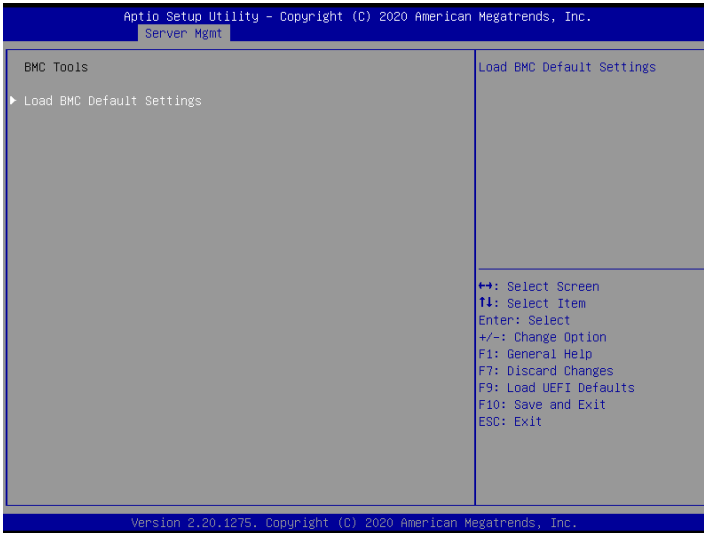 Aptio Setup Utility – Copyright (C) 2020 American Megatrends, Inc.
Server Mgmt
BMC Tools
Load BMC Default Settings
Load BMC Default Settings
↔: Select Screen
↑↓: Select Item
Enter: Select
+/-: Change Option
F1: General Help
F7: Discard Changes
F9: Load UEFI Defaults
F10: Save and Exit
ESC: Exit
Version 2.20.1275. Copyright (C) 2020 American Megatrends, Inc.